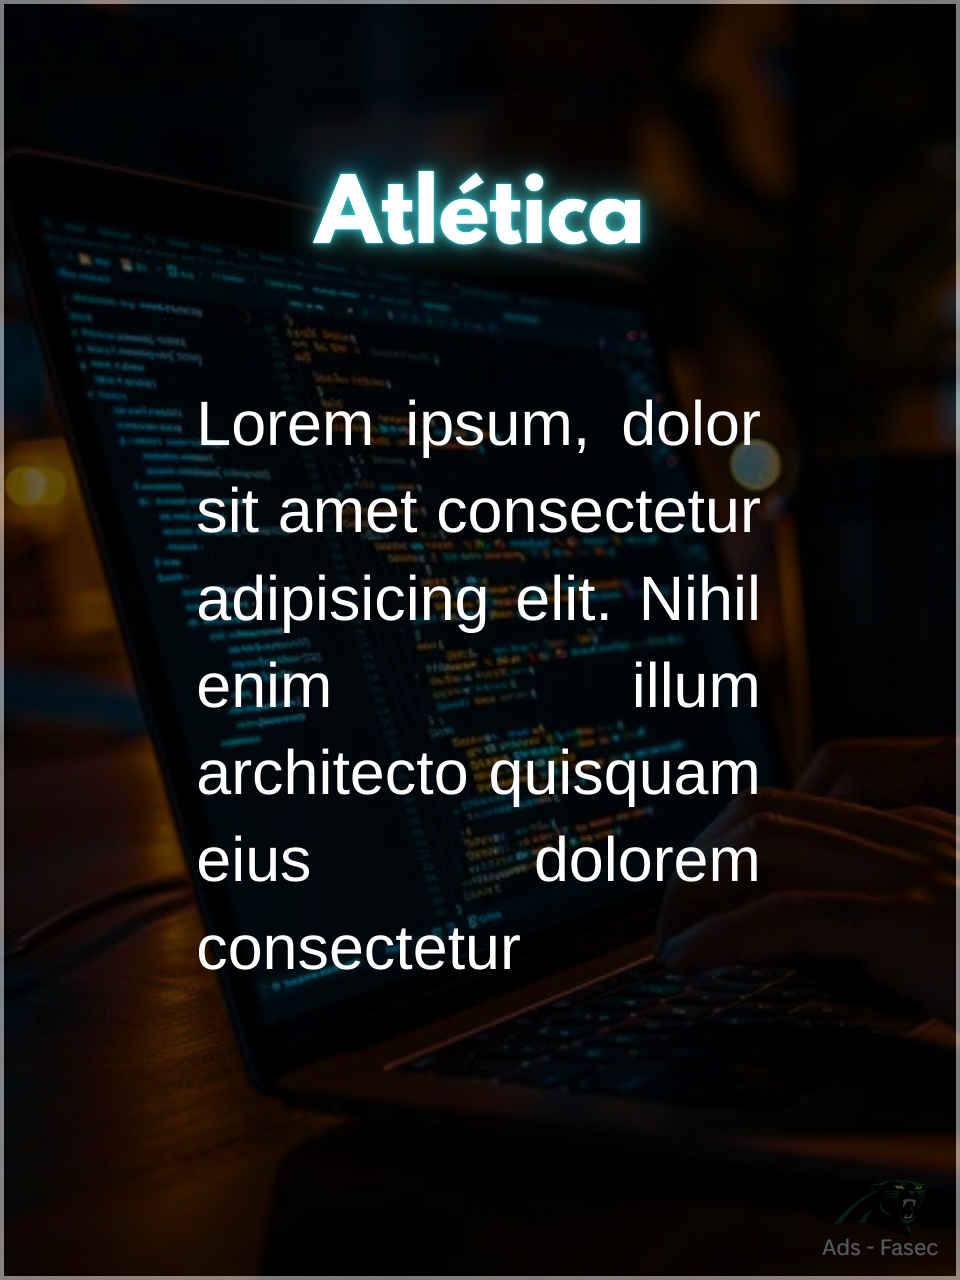 Atlética
Lorem ipsum, dolor
sit amet consectetur
adipisicing elit. Nihil
enim illum
architecto quisquam
eius dolorem
consectetur
Ads - Fasec